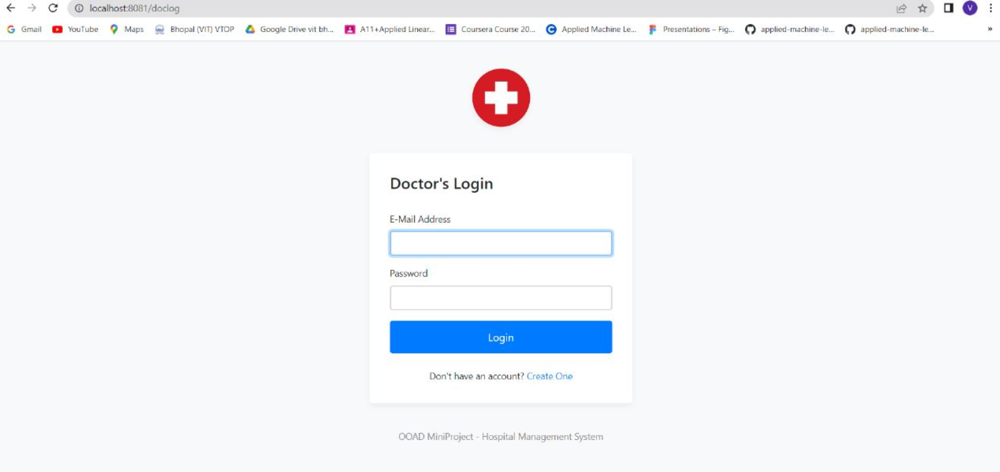 localhost:8081/doclog
V
Gmail YouTube Maps Bhopal (VIT) VTOP Google Drive vit bh... A11+Applied Linear... Coursera Course 20... Applied Machine Le... Presentations – Fig... applied-machine-le... applied-machine-le... »
Doctor's Login
E-Mail Address
Password
Login
Don't have an account? Create One
OOAD MiniProject - Hospital Management System